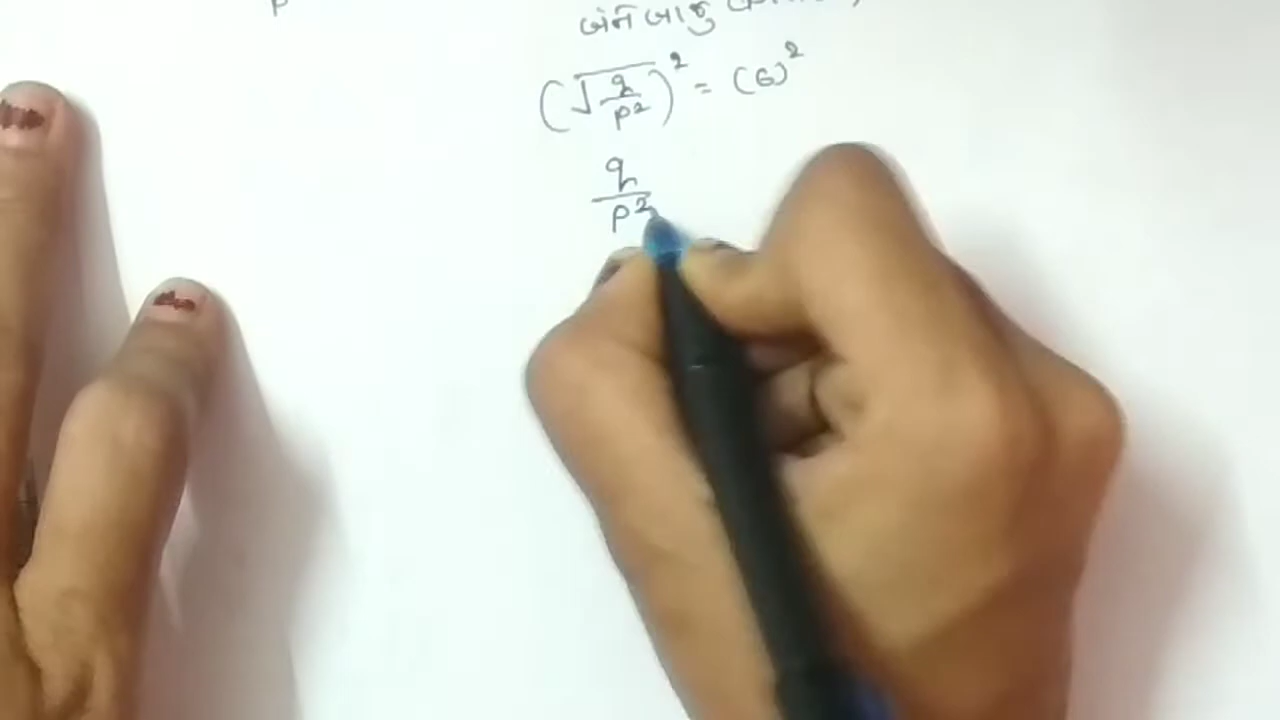 P
બંને બાજુ
(√(q/P²))² = (6)²
q/P²